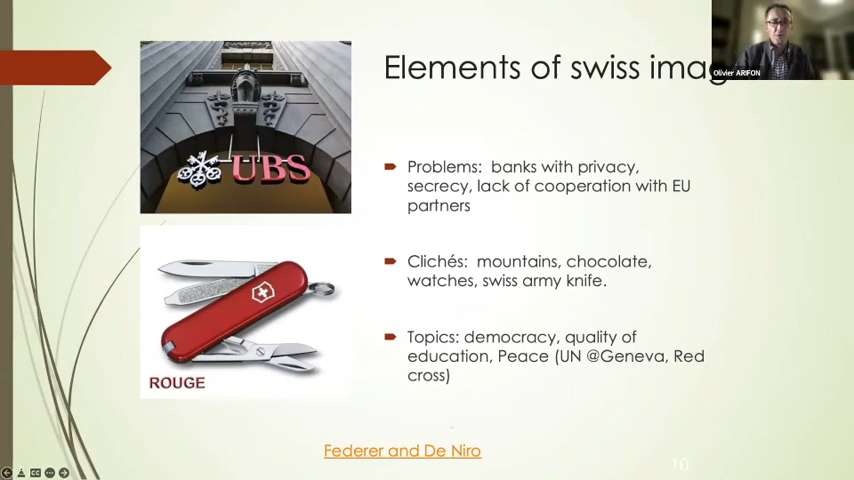 Elements of swiss imag
Olivier ARIFON
UBS
Problems: banks with privacy,
secrecy, lack of cooperation with EU
partners
Clichés: mountains, chocolate,
watches, swiss army knife.
ROUGE
Topics: democracy, quality of
education, Peace (UN @Geneva, Red
cross)
Federer and De Niro
10
CC